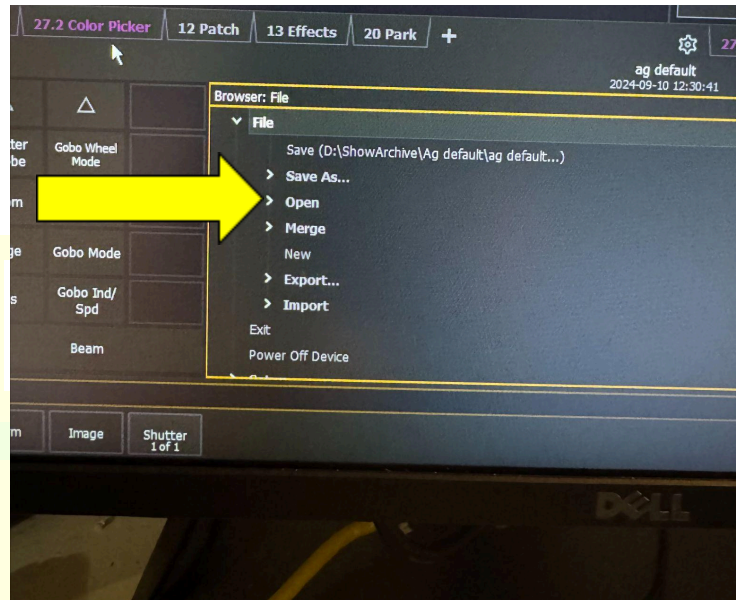 27.2 Color Picker
12 Patch
13 Effects
20 Park
+
27
ag default
2024-09-10 12:30:41
Browser: File
File
Save (D:\ShowArchive\Ag default\ag default...)
Save As...
Open
Merge
New
Export...
Import
Exit
Power Off Device
Gobo Wheel
Mode
Gobo Mode
Gobo Ind/
Spd
Beam
Image
Shutter
1 of 1
DELL